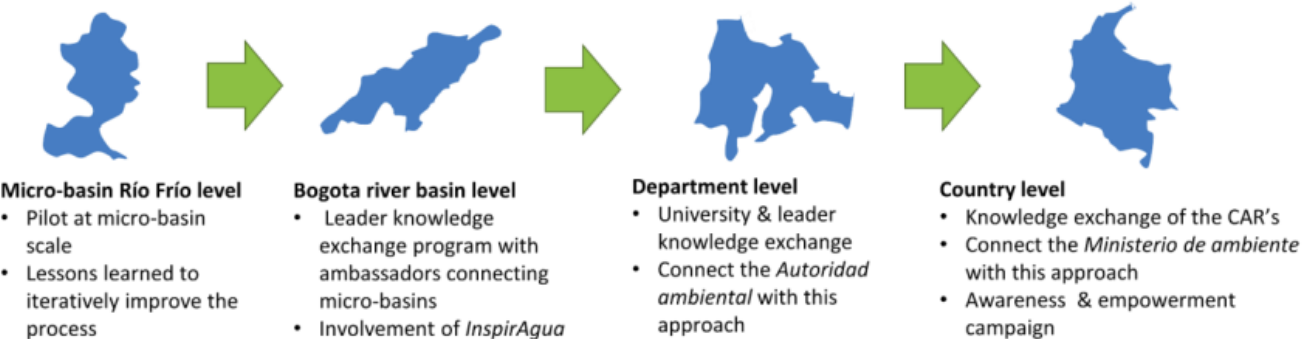 Micro-basin Río Frío level
• Pilot at micro-basin
scale
• Lessons learned to
iteratively improve the
process
Bogota river basin level
• Leader knowledge
exchange program with
ambassadors connecting
micro-basins
• Involvement of InspirAgua
Department level
• University & leader
knowledge exchange
• Connect the Autoridad
ambiental with this
approach
Country level
• Knowledge exchange of the CAR's
• Connect the Ministerio de ambiente
with this approach
• Awareness & empowerment
campaign